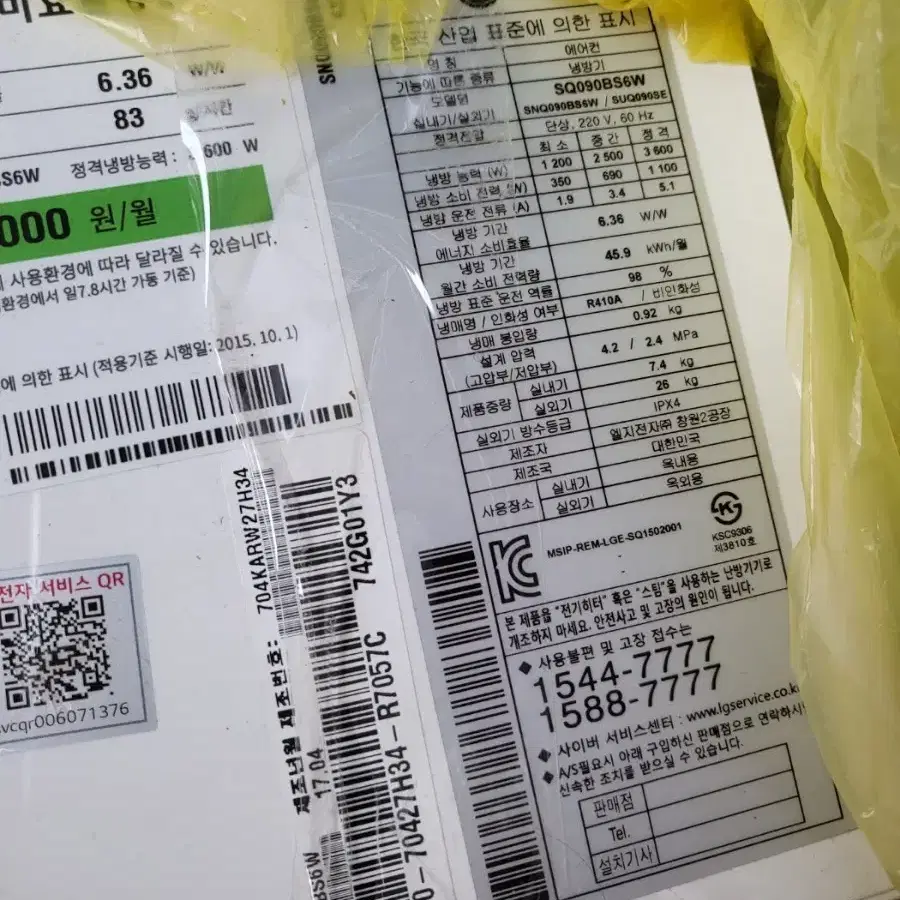 6.36 W/W
83
S6W 정격냉방능력 : 600 W
000 원/월
사용환경에 따라 달라질 수 있습니다.
환경에서 일7.8시간 가동 기준)
에 의한 표시 (적용기준 시행일: 2015. 10. 1)
전자 서비스 QR
vcqr006071376
704KARW27H34
제조년월 제조번호:
17.04
742G01Y3
0-70427H34-R7057C
BS6W
산업 표준에 의한 표시
명 칭 에어컨
기능에 따른 종류 냉방기
모델명 SQ090BS6W
실내기/실외기 SNQ090BS6W / SUQ090SE
정격전압 단상, 220 V, 60 Hz
최 소 중 간 정 격
냉방 능력 (W) 1 200 2 500 3 600
냉방 소비 전력 (W) 350 690 1 100
냉방 운전 전류 (A) 1.9 3.4 5.1
냉방 기간
에너지 소비효율 6.36 W/W
냉방 기간
월간 소비 전력량 45.9 kWh/월
냉방 표준 운전 역률 98 %
냉매명 / 인화성 여부 R410A / 비인화성
냉매 봉입량 0.92 kg
설계 압력
(고압부/저압부) 4.2 / 2.4 MPa
제품중량 실내기 7.4 kg
실외기 26 kg
실외기 방수등급 IPX4
제조자 엘지전자㈜ 창원2공장
제조국 대한민국
사용장소 실내기 옥내용
실외기 옥외용
MSIP-REM-LGE-SQ1502001
KSC9306
제3810호
본 제품을 "전기히터" 혹은 "스팀"을 사용하는 난방기기로
개조하지 마세요. 안전사고 및 고장의 원인이 됩니다.
◆ 사용불편 및 고장 접수는
1544-7777
1588-7777
◆ 사이버 서비스센터 : www.lgservice.co.k
◆ A/S필요시 아래 구입하신 판매점으로 연락하시
신속한 조치를 받으실 수 있습니다.
판매점
Tel.
설치기사